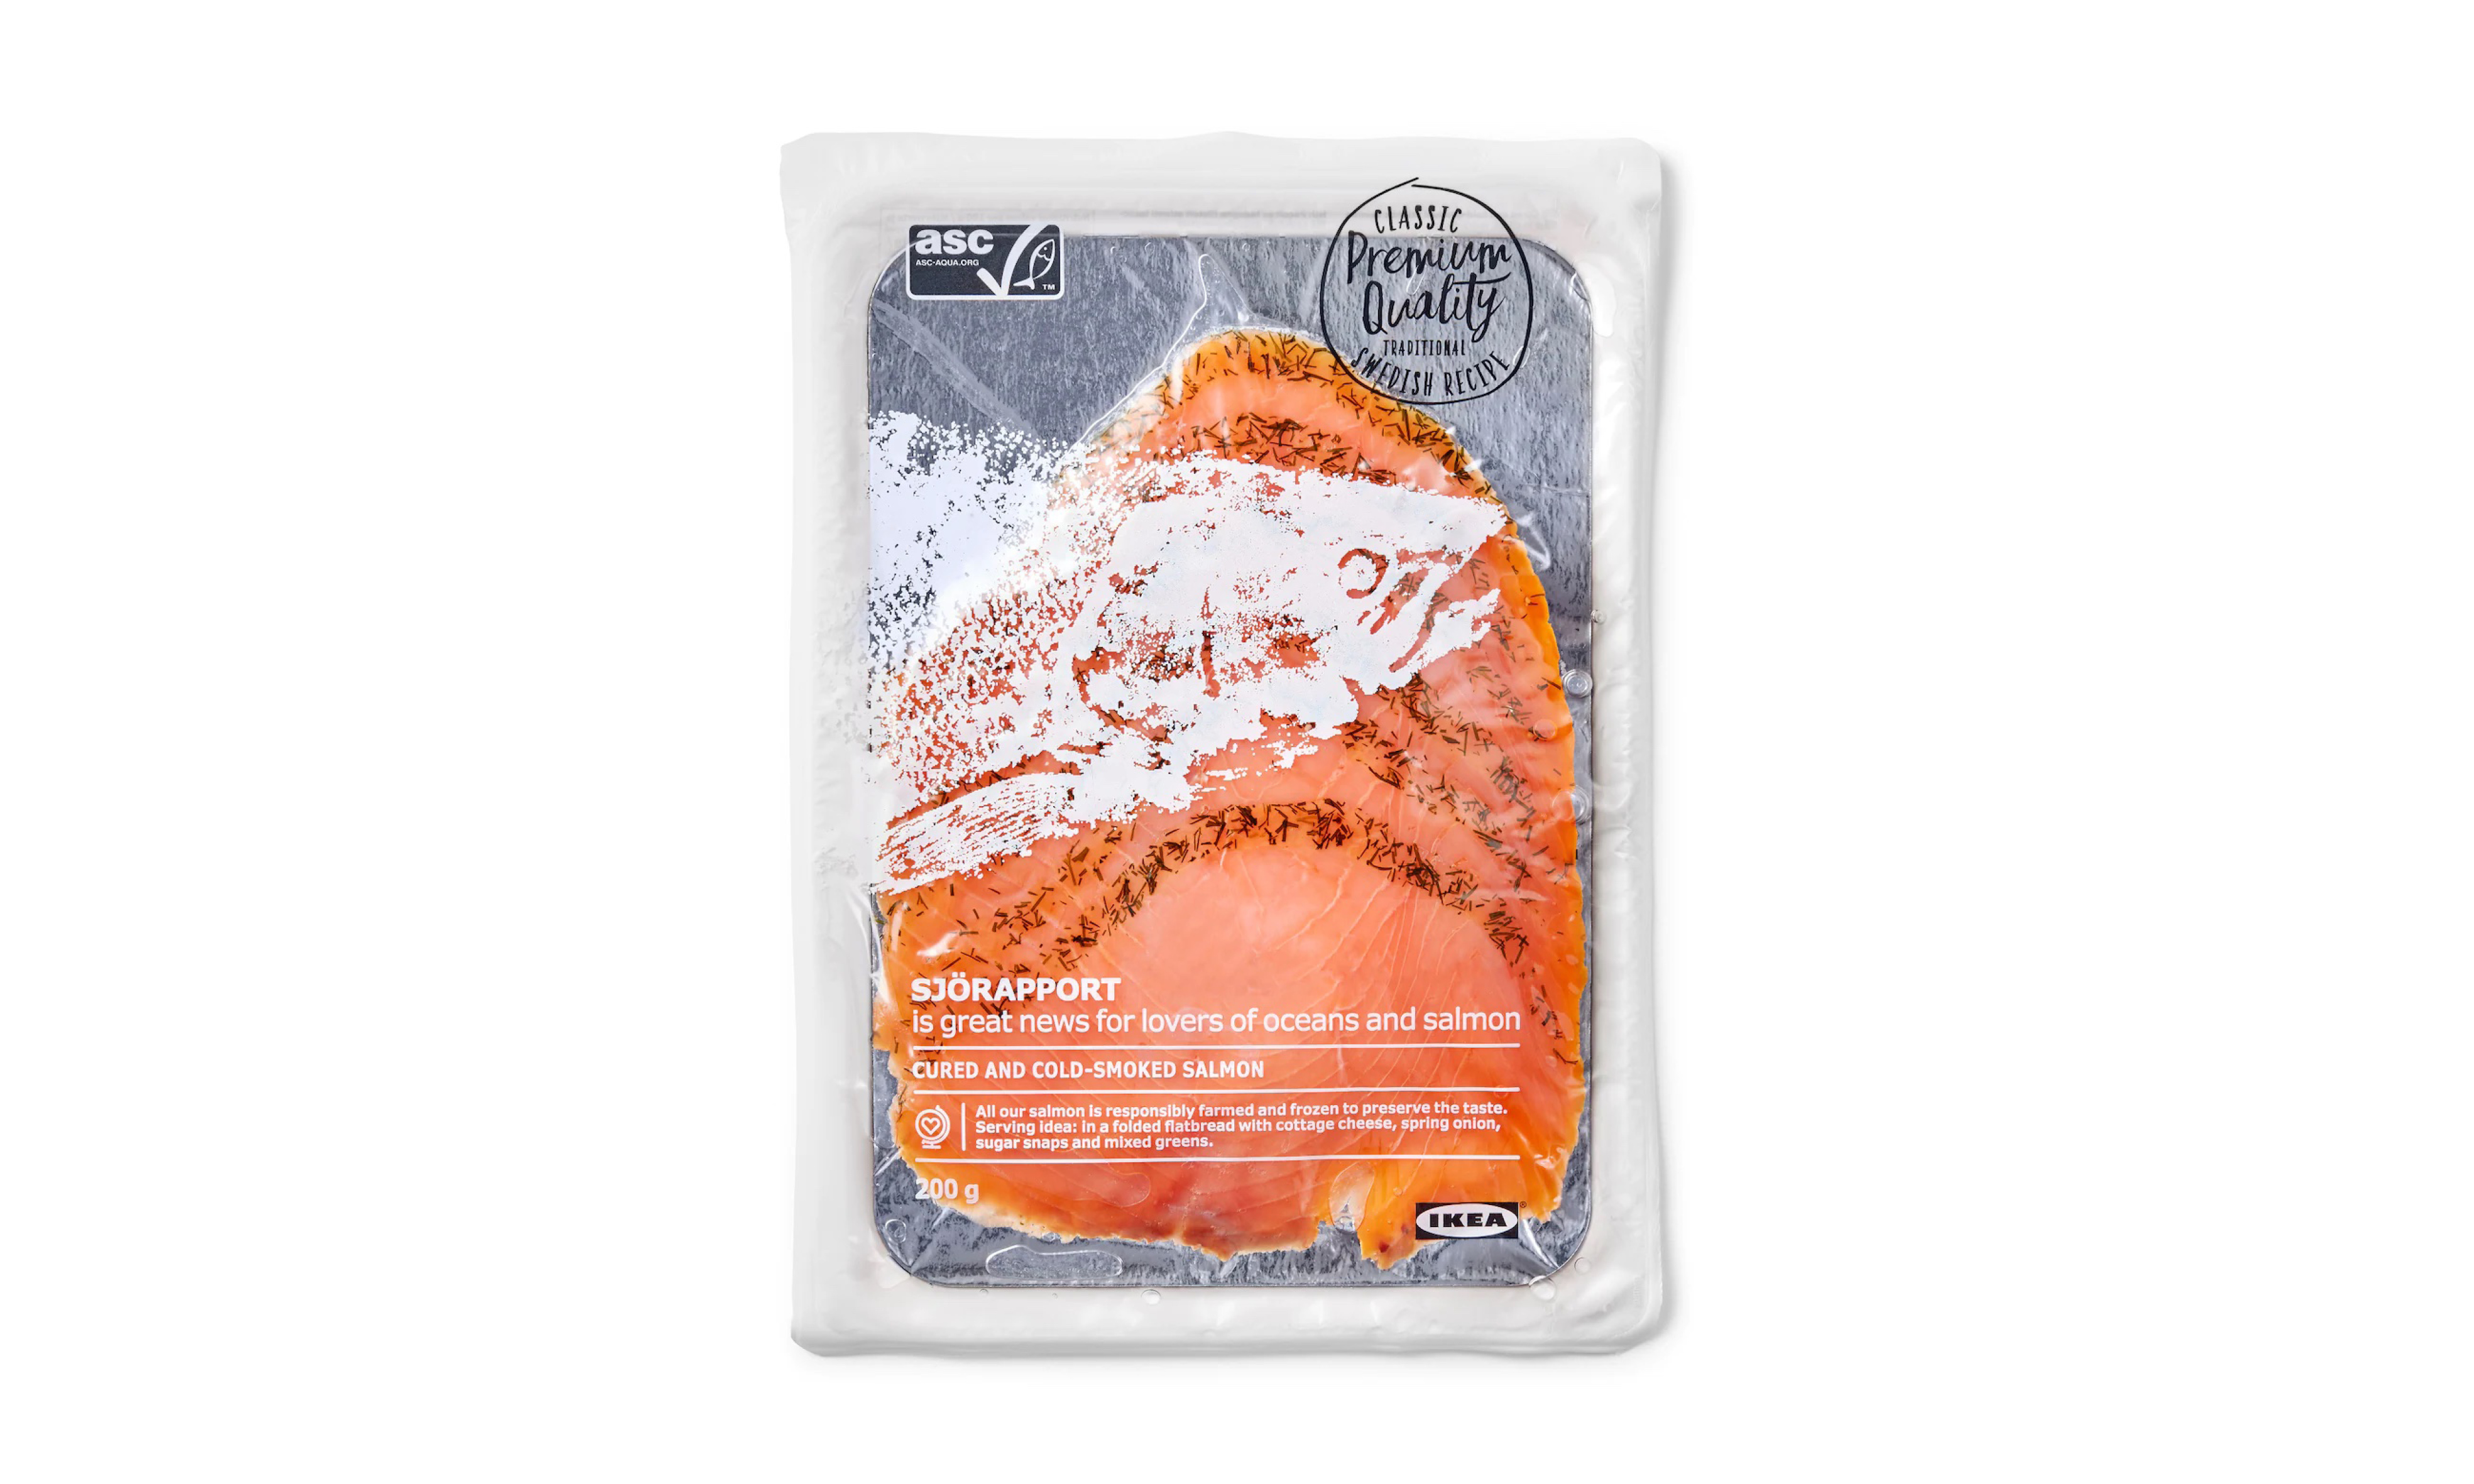 asc
ASC-AQUA.ORG
TM
CLASSIC
Premium
Quality
TRADITIONAL
SWEDISH RECIPE
SJÖRAPPORT
is great news for lovers of oceans and salmon
CURED AND COLD-SMOKED SALMON
All our salmon is responsibly farmed and frozen to preserve the taste.
Serving idea: in a folded flatbread with cottage cheese, spring onion,
sugar snaps and mixed greens.
200 g
IKEA®